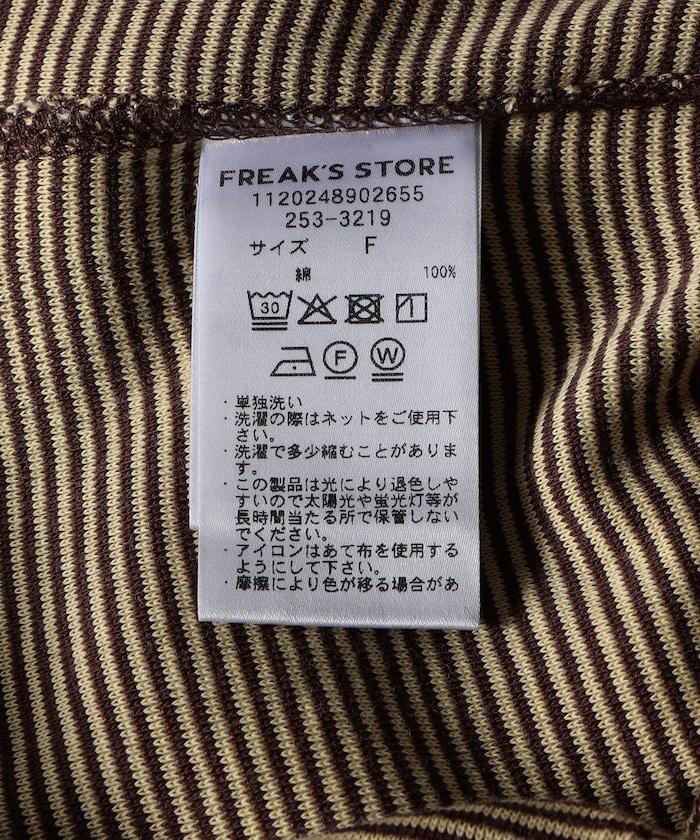 FREAK'S STORE
1120248902655
253-3219
サイズ F
綿 100%
30
F W
・単独洗い
・洗濯の際はネットをご使用下
さい。
・洗濯で多少縮むことがありま
す。
・この製品は光により退色しや
すいので太陽光や蛍光灯等が
長時間当たる所で保管しない
でください。
・アイロンはあて布を使用する
ようにして下さい。
・摩擦により色が移る場合があ